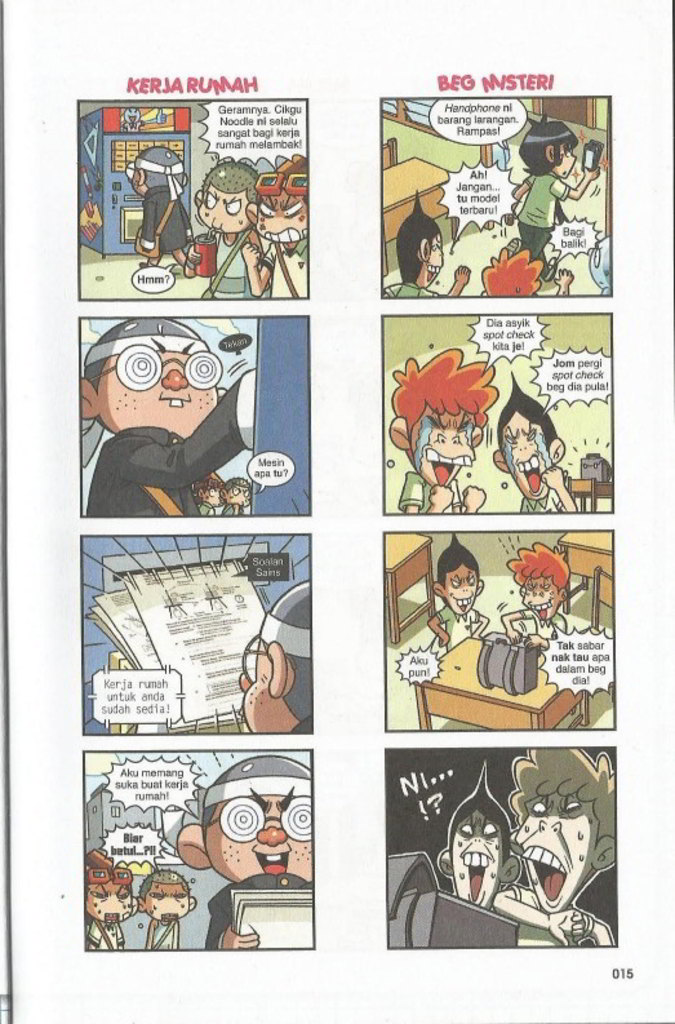 KERJA RUMAH
Geramnya. Cikgu
Noodle ni selalu
sangat bagi kerja
rumah melambak!
Hmm?
Tekan
Mesin
apa tu?
Soalan
Sains
Kerja rumah
untuk anda
sudah sedia!
Aku memang
suka buat kerja
rumah!
Biar
betul...?!!
BEG MISTERI
Handphone ni
barang larangan.
Rampas!
Ah!
Jangan...
tu model
terbaru!
Bagi
balik!
Dia asyik
spot check
kita je!
Jom pergi
spot check
beg dia pula!
Aku
pun!
Tak sabar
nak tau apa
dalam beg
dia!
NI...
!?
015